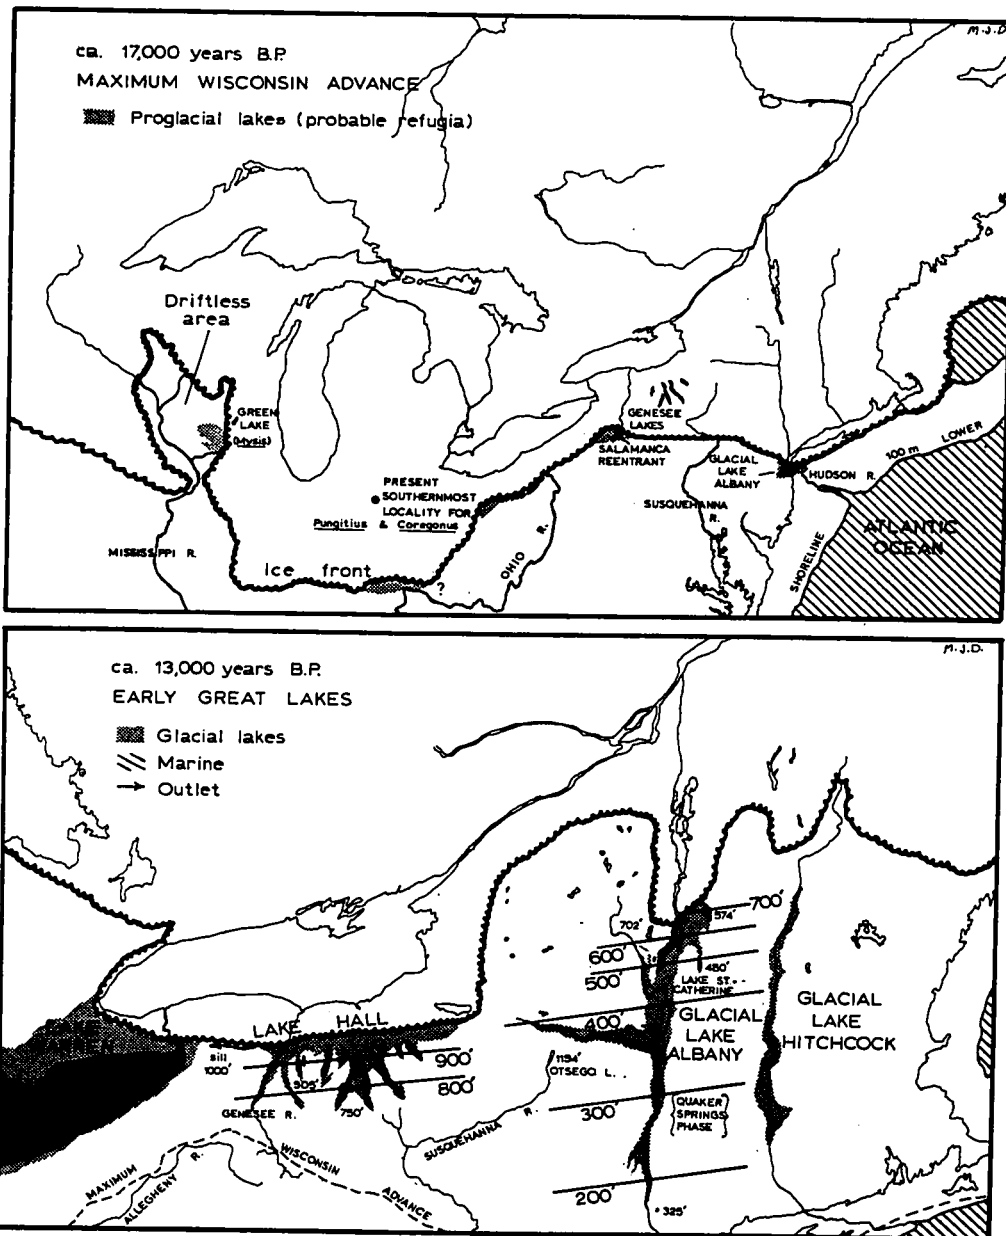 M.J.D
ca. 17,000 years B.P.
MAXIMUM WISCONSIN ADVANCE
Proglacial lakes (probable refugia)
Driftless
area
GREEN
LAKE
(Mysis)
GENESEE
LAKES
SALAMANCA
REENTRANT
GLACIAL
LAKE
ALBANY
HUDSON R.
100 m LOWER
SHORELINE
PRESENT
SOUTHERNMOST
LOCALITY FOR
Pungitius & Coregonus
SUSQUEHANNA
R.
ATLANTIC
OCEAN
MISSISSIPPI R.
Ice front
?
OHIO R.
M.J.D.
ca. 13,000 years B.P.
EARLY GREAT LAKES
Glacial lakes
Marine
Outlet
700'
574'
702'
600'
500'
480'
LAKE ST.
CATHERINE
400'
GLACIAL
LAKE
ALBANY
GLACIAL
LAKE
HITCHCOCK
LAKE
WARREN
LAKE HALL
sill
1000'
900'
905'
800'
750'
GENESEE R.
1194'
OTSEGO L.
SUSQUEHANNA R.
300'
QUAKER
SPRINGS
PHASE
200'
325'
MAXIMUM WISCONSIN ADVANCE
ALLEGHENY R.